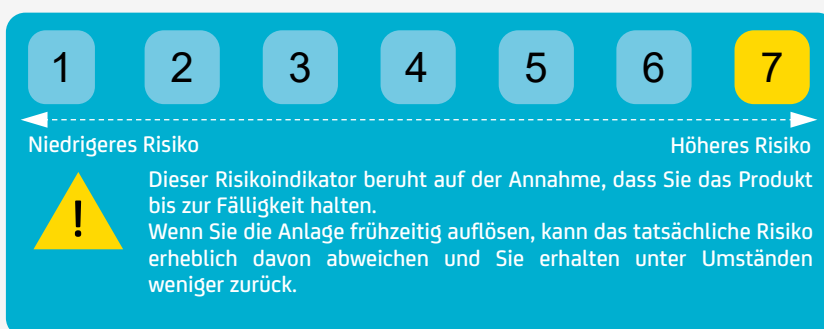 1 2 3 4 5 6 7
Niedrigeres Risiko Höheres Risiko
!
Dieser Risikoindikator beruht auf der Annahme, dass Sie das Produkt
bis zur Fälligkeit halten.
Wenn Sie die Anlage frühzeitig auflösen, kann das tatsächliche Risiko
erheblich davon abweichen und Sie erhalten unter Umständen
weniger zurück.